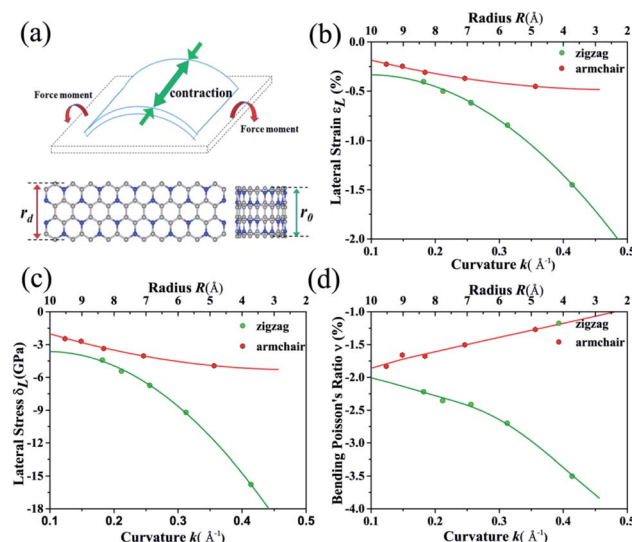 (a)
contraction
Force moment
Force moment
r_d
r_0
(b)
Radius R(Å)
10 9 8 7 6 5 4 3 2
zigzag
armchair
Lateral Strain ε_L (%)
0.0
-0.5
-1.0
-1.5
-2.0
0.1 0.2 0.3 0.4 0.5
Curvature k( Å⁻¹)
(c)
Radius R(Å)
10 9 8 7 6 5 4 3 2
zigzag
armchair
Lateral Stress δ_L(GPa)
0
-3
-6
-9
-12
-15
-18
0.1 0.2 0.3 0.4 0.5
Curvature k( Å⁻¹)
(d)
Radius R(Å)
10 9 8 7 6 5 4 3 2
zigzag
armchair
Bending Poisson's Ratio ν (%)
-1.0
-1.5
-2.0
-2.5
-3.0
-3.5
-4.0
0.1 0.2 0.3 0.4 0.5
Curvature k( Å⁻¹)